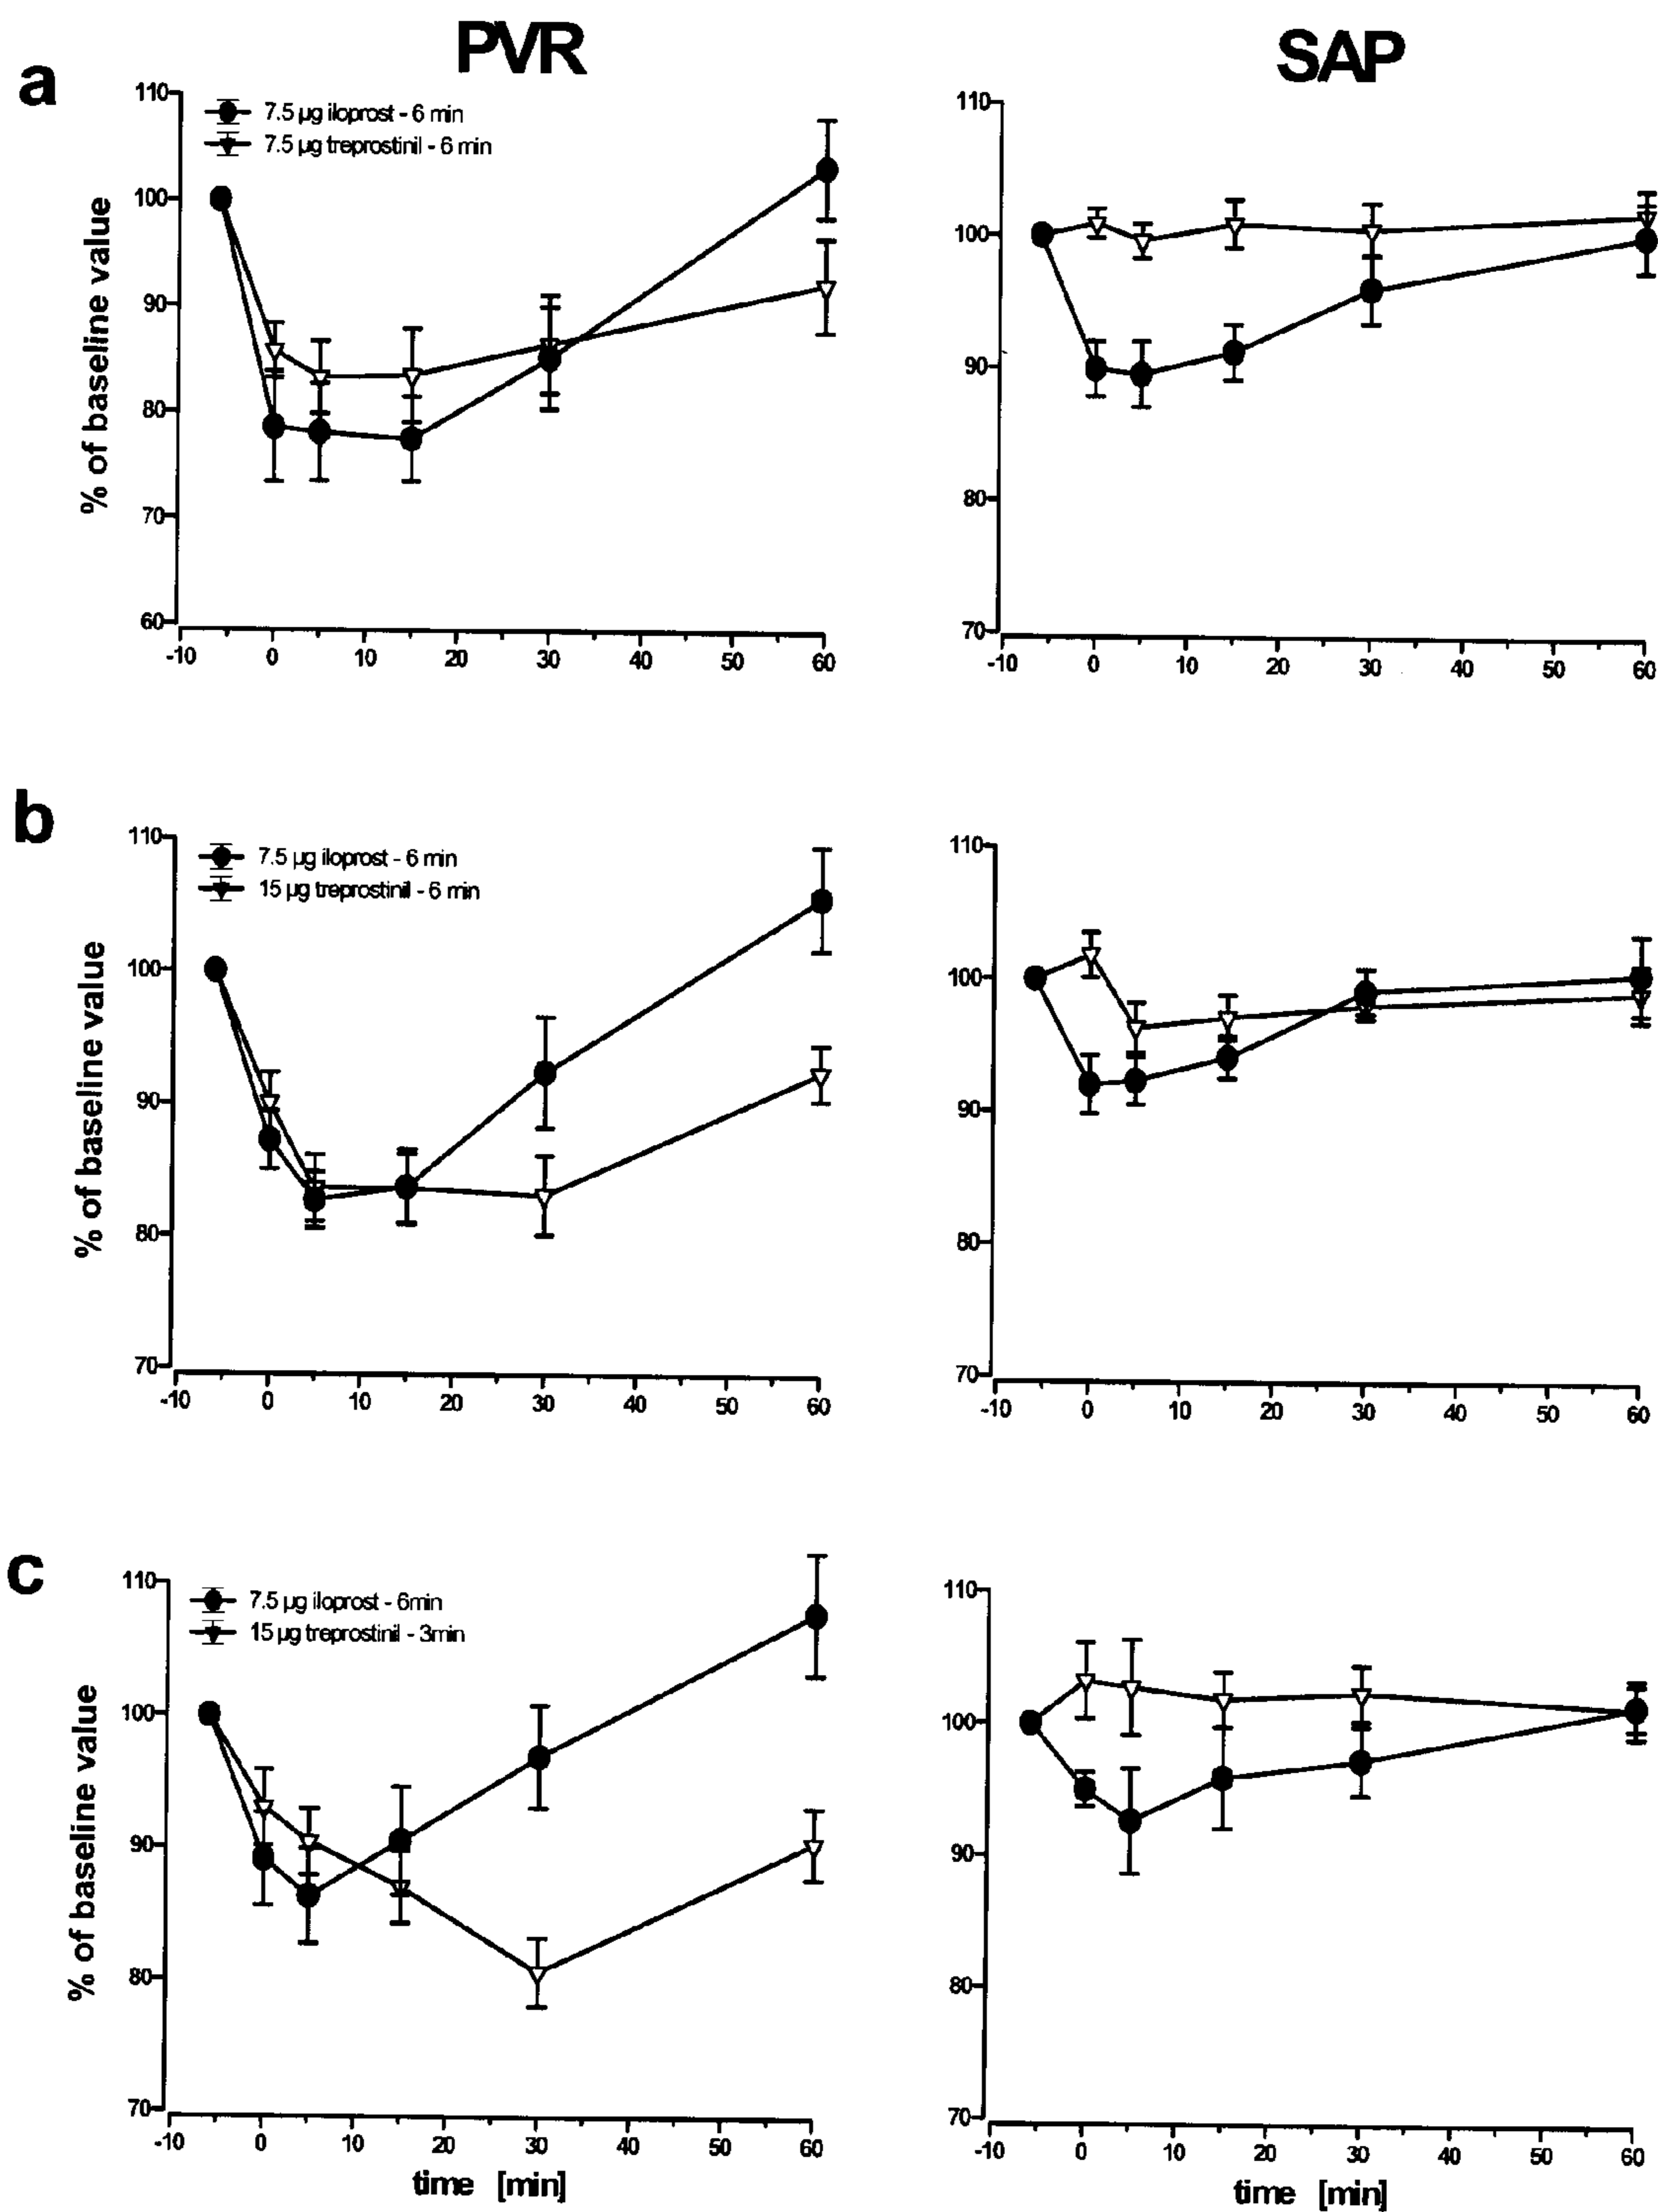 PVR
SAP
a
110
100
90
80
70
60
% of baseline value
7.5 µg iloprost - 6 min
7.5 µg treprostinil - 6 min
-10 0 10 20 30 40 50 60
110
100
90
80
70
-10 0 10 20 30 40 50 60
b
110
100
90
80
70
% of baseline value
7.5 µg iloprost - 6 min
15 µg treprostinil - 6 min
-10 0 10 20 30 40 50 60
110
100
90
80
70
-10 0 10 20 30 40 50 60
c
110
100
90
80
70
% of baseline value
7.5 µg iloprost - 6min
15 µg treprostinil - 3min
-10 0 10 20 30 40 50 60
time [min]
110
100
90
80
70
-10 0 10 20 30 40 50 60
time [min]